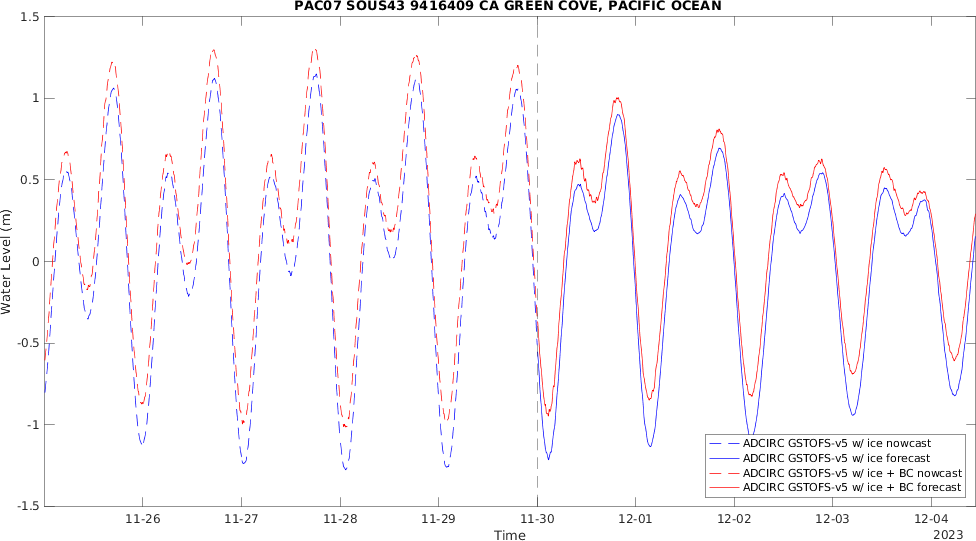 PAC07 SOUS43 9416409 CA GREEN COVE, PACIFIC OCEAN
1.5
1
0.5
0
-0.5
-1
-1.5
Water Level (m)
11-26 11-27 11-28 11-29 11-30 12-01 12-02 12-03 12-04
Time
2023
ADCIRC GSTOFS-v5 w/ ice nowcast
ADCIRC GSTOFS-v5 w/ ice forecast
ADCIRC GSTOFS-v5 w/ ice + BC nowcast
ADCIRC GSTOFS-v5 w/ ice + BC forecast